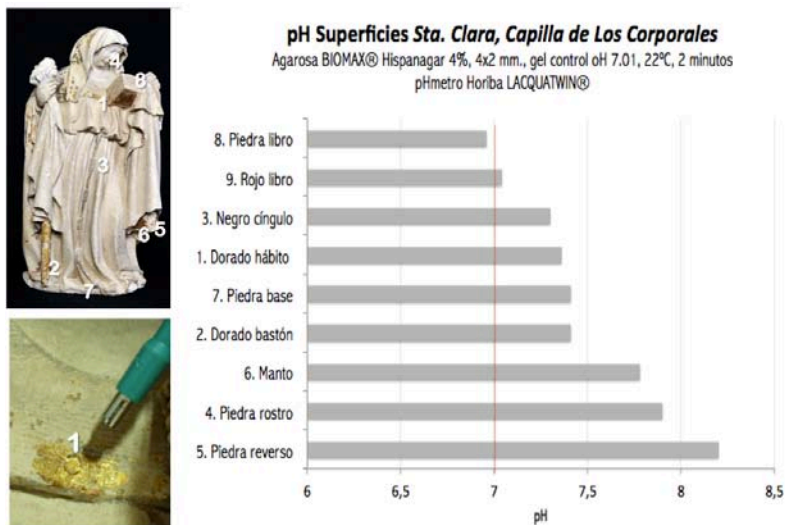 pH Superficies Sta. Clara, Capilla de Los Corporales
Agarosa BIOMAX® Hispanagar 4%, 4x2 mm., gel control oH 7.01, 22ºC, 2 minutos
pHmetro Horiba LACQUATWIN®
4
8
1
3
5
6
2
7
1
8. Piedra libro
9. Rojo libro
3. Negro cíngulo
1. Dorado hábito
7. Piedra base
2. Dorado bastón
6. Manto
4. Piedra rostro
5. Piedra reverso
6 6,5 7 7,5 8 8,5
pH